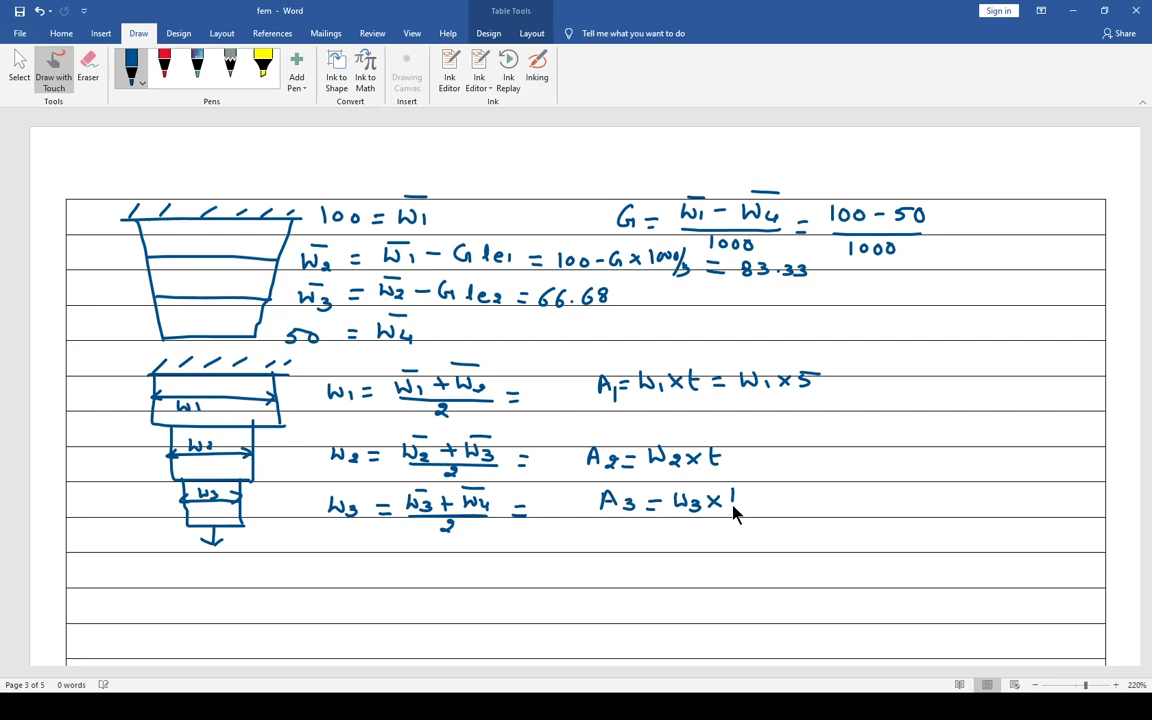 fem - Word
Table Tools
Sign in
File Home Insert Draw Design Layout References Mailings Review View Help Design Layout Tell me what you want to do Share
Select Draw with Touch Eraser Add Pen Ink to Shape Ink to Math Drawing Canvas Ink Editor Ink Editor Ink Replay Inking
Tools Pens Convert Insert Ink
100 = W̅1 G = W̅1 - W̅4 / 1000 = 100 - 50 / 1000
W̅2 = W̅1 - G le1 = 100 - G x 1000/3 = 83.33
W̅3 = W̅2 - G le2 = 66.68
50 = W̅4
W1 W1 = W̅1 + W̅2 / 2 = A1 = W1 x t = W1 x 5
W2 W2 = W̅2 + W̅3 / 2 = A2 = W2 x t
W3 W3 = W̅3 + W̅4 / 2 = A3 = W3 x
Page 3 of 5 0 words 220%